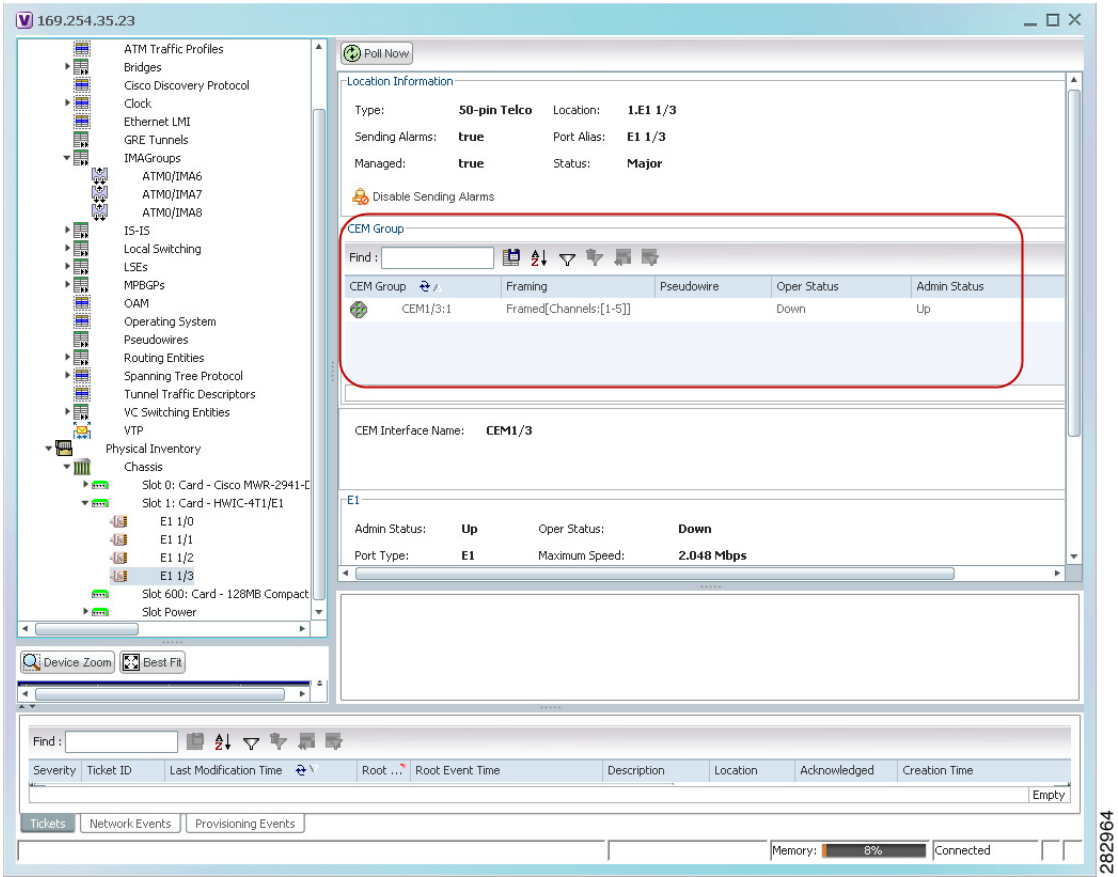 169.254.35.23
ATM Traffic Profiles
Bridges
Cisco Discovery Protocol
Clock
Ethernet LMI
GRE Tunnels
IMAGroups
ATM0/IMA6
ATM0/IMA7
ATM0/IMA8
IS-IS
Local Switching
LSEs
MPBGPs
OAM
Operating System
Pseudowires
Routing Entities
Spanning Tree Protocol
Tunnel Traffic Descriptors
VC Switching Entities
VTP
Physical Inventory
Chassis
Slot 0: Card - Cisco MWR-2941-D
Slot 1: Card - HWIC-4T1/E1
E1 1/0
E1 1/1
E1 1/2
E1 1/3
Slot 600: Card - 128MB Compact
Slot Power
Device Zoom Best Fit
Poll Now
Location Information
Type: 50-pin Telco Location: 1.E1 1/3
Sending Alarms: true Port Alias: E1 1/3
Managed: true Status: Major
Disable Sending Alarms
CEM Group
Find :
CEM Group Framing Pseudowire Oper Status Admin Status
CEM1/3:1 Framed[Channels:[1-5]] Down Up
CEM Interface Name: CEM1/3
E1
Admin Status: Up Oper Status: Down
Port Type: E1 Maximum Speed: 2.048 Mbps
Find :
Severity Ticket ID Last Modification Time Root ... Root Event Time Description Location Acknowledged Creation Time
Empty
Tickets Network Events Provisioning Events
Memory: 8% Connected
282964